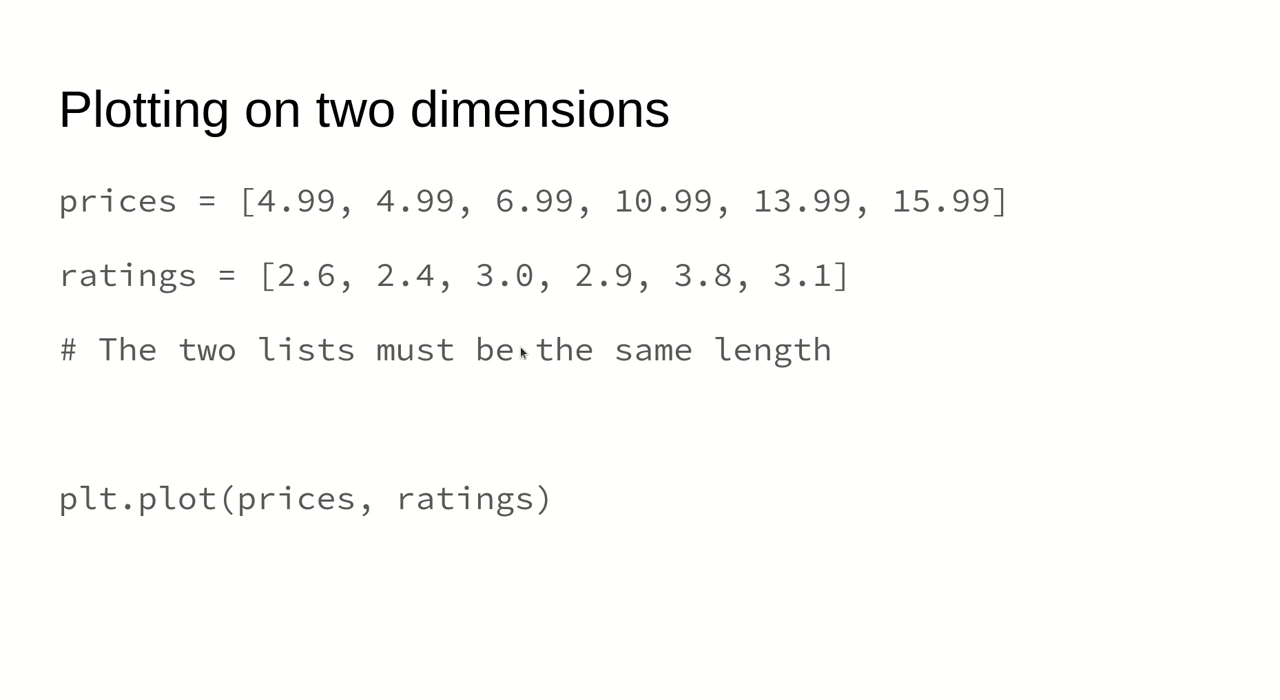 Plotting on two dimensions
prices = [4.99, 4.99, 6.99, 10.99, 13.99, 15.99]
ratings = [2.6, 2.4, 3.0, 2.9, 3.8, 3.1]
# The two lists must be the same length
plt.plot(prices, ratings)